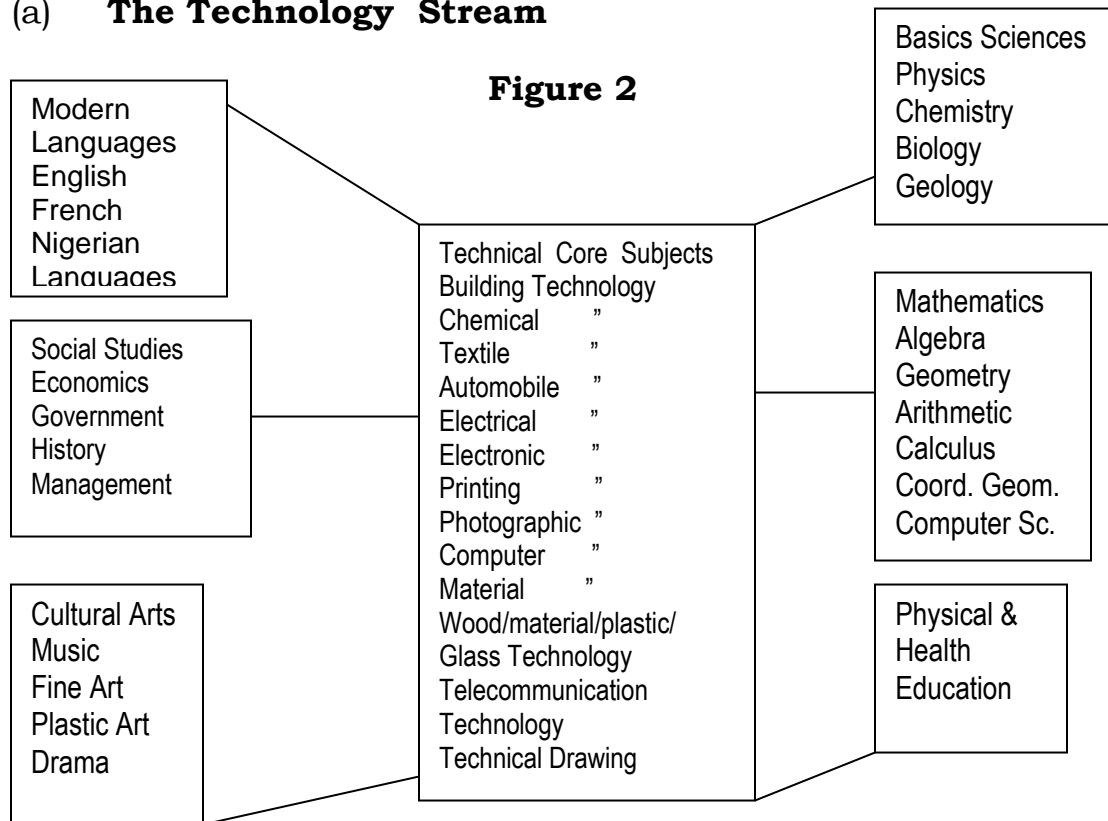 (a) The Technology Stream
Figure 2
Modern
Languages
English
French
Nigerian
Languages
Social Studies
Economics
Government
History
Management
Cultural Arts
Music
Fine Art
Plastic Art
Drama
Technical Core Subjects
Building Technology
Chemical ”
Textile ”
Automobile ”
Electrical ”
Electronic ”
Printing ”
Photographic ”
Computer ”
Material ”
Wood/material/plastic/
Glass Technology
Telecommunication
Technology
Technical Drawing
Basics Sciences
Physics
Chemistry
Biology
Geology
Mathematics
Algebra
Geometry
Arithmetic
Calculus
Coord. Geom.
Computer Sc.
Physical &
Health
Education